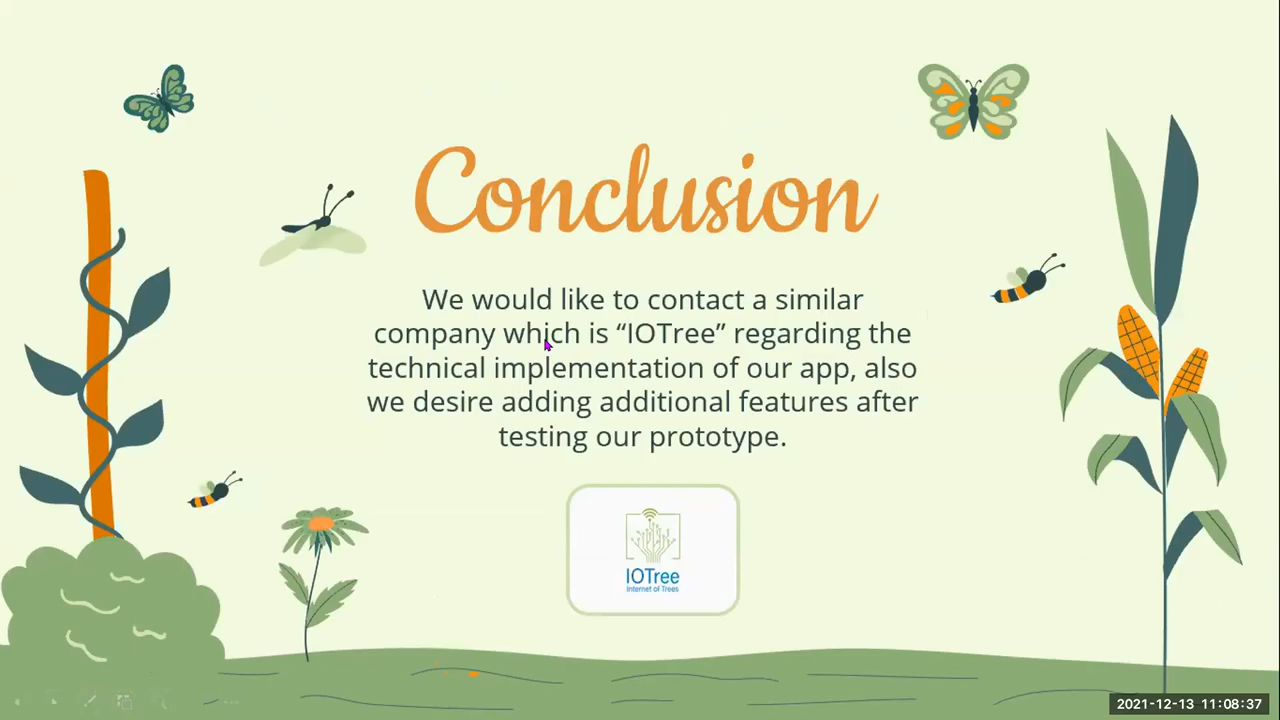 Conclusion
We would like to contact a similar
company which is “IOTree” regarding the
technical implementation of our app, also
we desire adding additional features after
testing our prototype.
IOTree
Internet of Trees
2021-12-13 11:08:37